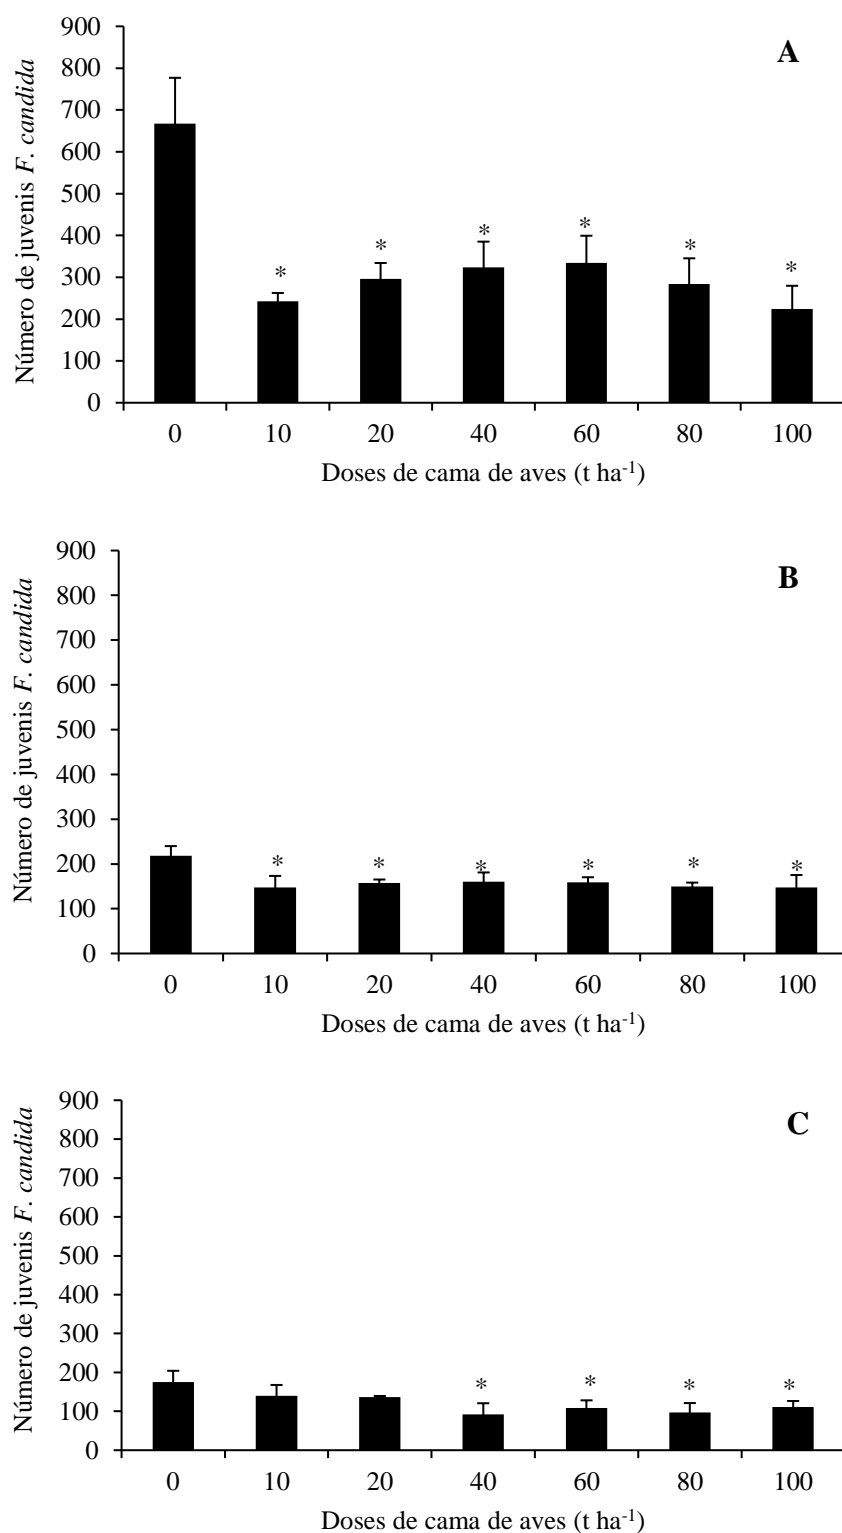 A
Número de juvenis F. candida
900
800
700
600
500
400
300
200
100
0
* * * * * *
0 10 20 40 60 80 100
Doses de cama de aves (t ha⁻¹)
B
Número de juvenis F. candida
900
800
700
600
500
400
300
200
100
0
* * * * * *
0 10 20 40 60 80 100
Doses de cama de aves (t ha⁻¹)
C
Número de juvenis F. candida
900
800
700
600
500
400
300
200
100
0
* * * *
0 10 20 40 60 80 100
Doses de cama de aves (t ha⁻¹)